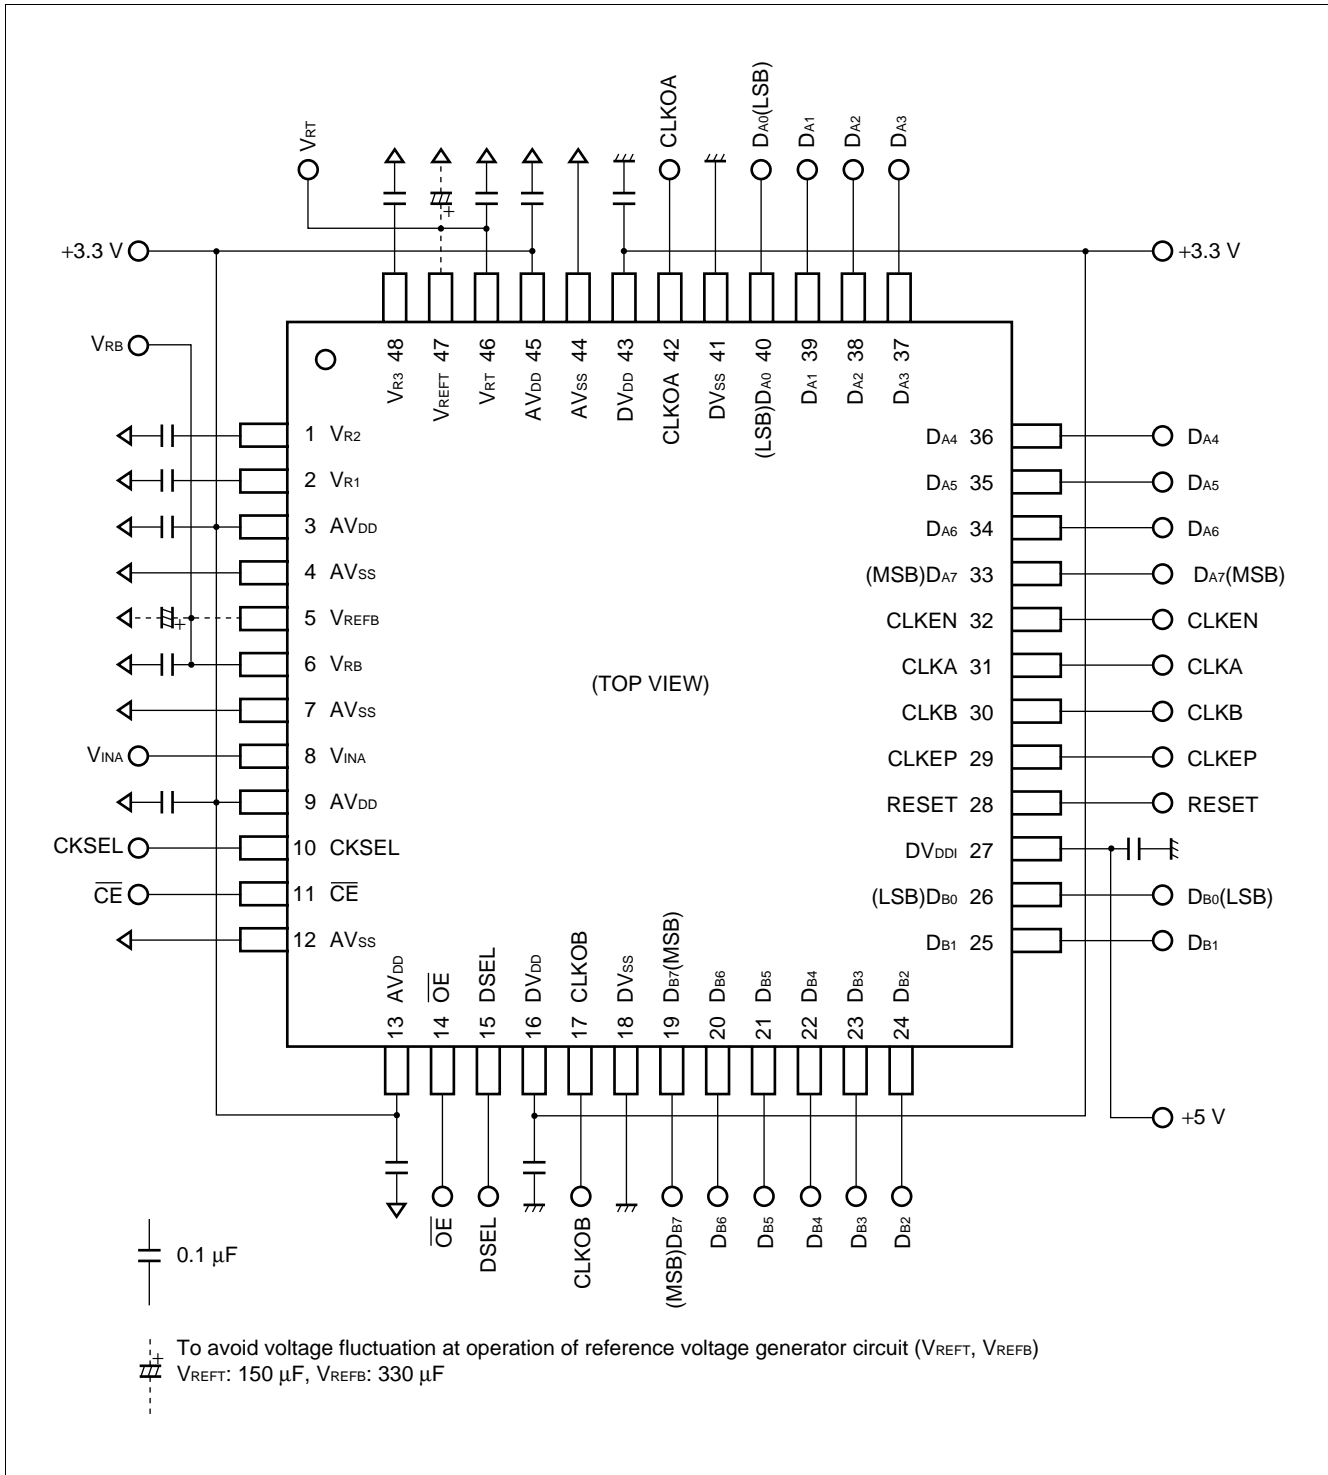 VRT
CLKOA
DA0(LSB)
DA1
DA2
DA3
+
+3.3 V
+3.3 V
VRB
VR3 48
VREFT 47
VRT 46
AVDD 45
AVSS 44
DVDD 43
CLKOA 42
DVSS 41
(LSB)DA0 40
DA1 39
DA2 38
DA3 37
1 VR2
2 VR1
3 AVDD
4 AVSS
+
5 VREFB
6 VRB
7 AVSS
VINA
8 VINA
9 AVDD
CKSEL
10 CKSEL
C̅E̅
11 C̅E̅
12 AVSS
(TOP VIEW)
DA4 36
DA4
DA5 35
DA5
DA6 34
DA6
(MSB)DA7 33
DA7(MSB)
CLKEN 32
CLKEN
CLKA 31
CLKA
CLKB 30
CLKB
CLKEP 29
CLKEP
RESET 28
RESET
DVDDI 27
(LSB)DB0 26
DB0(LSB)
DB1 25
DB1
13 AVDD
14 O̅E̅
15 DSEL
16 DVDD
17 CLKOB
18 DVSS
19 DB7(MSB)
20 DB6
21 DB5
22 DB4
23 DB3
24 DB2
+5 V
O̅E̅
DSEL
CLKOB
(MSB)DB7
DB6
DB5
DB4
DB3
DB2
0.1 μF
+
To avoid voltage fluctuation at operation of reference voltage generator circuit (VREFT, VREFB)
VREFT: 150 μF, VREFB: 330 μF